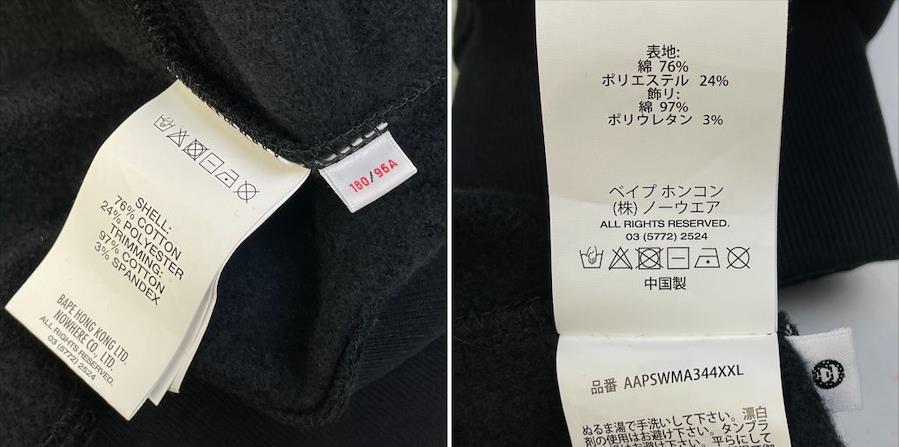 SHELL:
76% COTTON
24% POLYESTER
TRIMMING:
97% COTTON
3% SPANDEX
BAPE HONG KONG LTD.
NOWHERE CO., LTD.
ALL RIGHTS RESERVED.
03 (5772) 2524
180/96A
表地:
綿 76%
ポリエステル 24%
飾リ:
綿 97%
ポリウレタン 3%
ベイプ ホンコン
(株) ノーウエア
ALL RIGHTS RESERVED.
03 (5772) 2524
中国製
品番 AAPSWMA344XXL
ぬるま湯で手洗いして下さい。漂白
剤の使用はお避け下さい。タンブラ